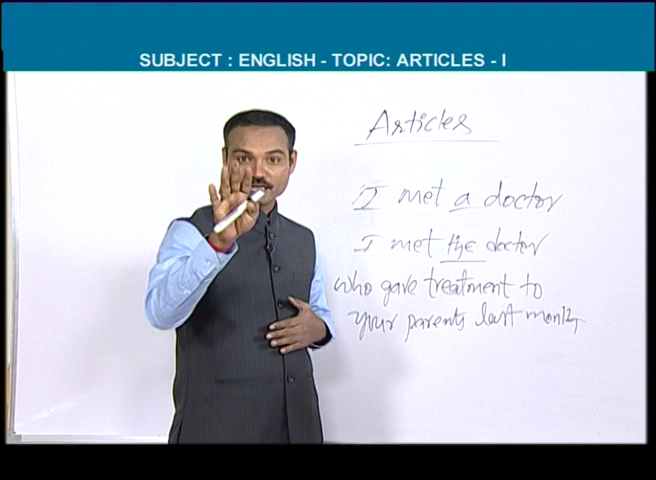 SUBJECT : ENGLISH - TOPIC: ARTICLES - I
Articles
I met a doctor
I met the doctor
who gave treatment to
your parents last month,